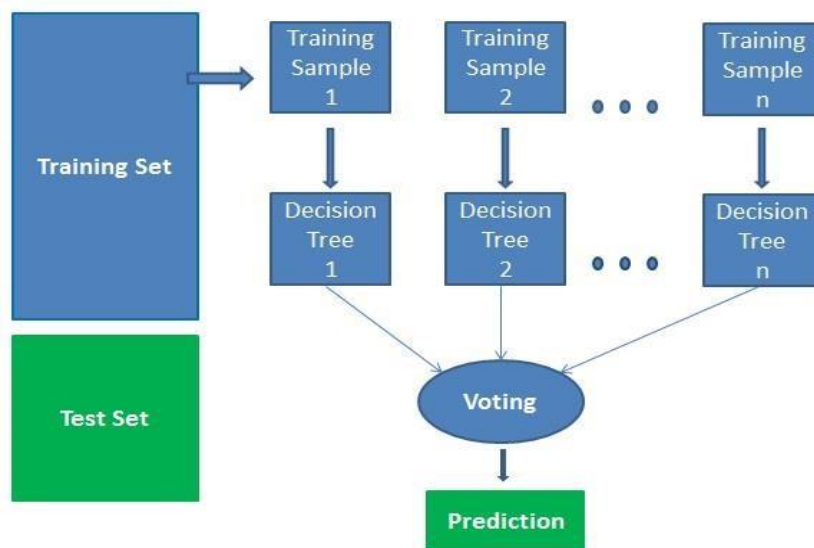 Training Set
Training
Sample
1
Training
Sample
2
Training
Sample
n
Decision
Tree
1
Decision
Tree
2
Decision
Tree
n
Test Set
Voting
Prediction